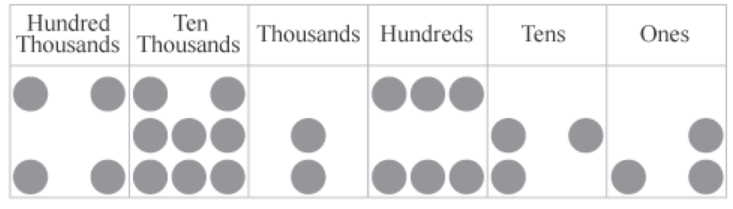 Hundred
Thousands
Ten
Thousands
Thousands
Hundreds
Tens
Ones